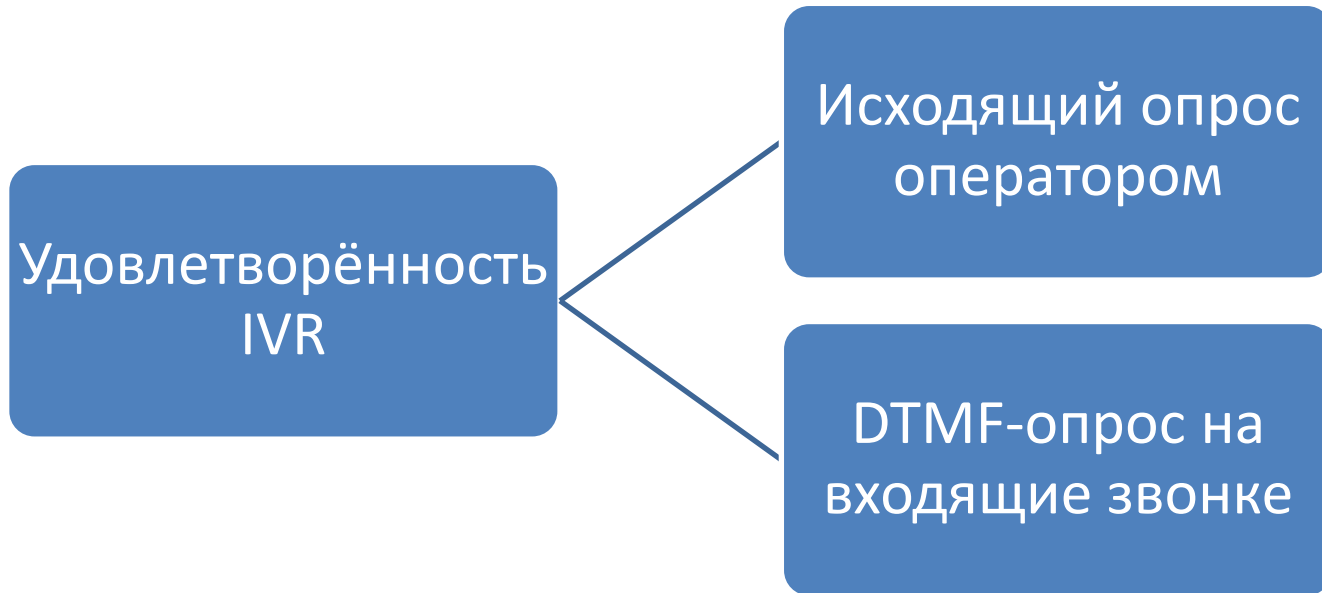 Удовлетворённость
IVR
Исходящий опрос
оператором
DTMF-опрос на
входящие звонке